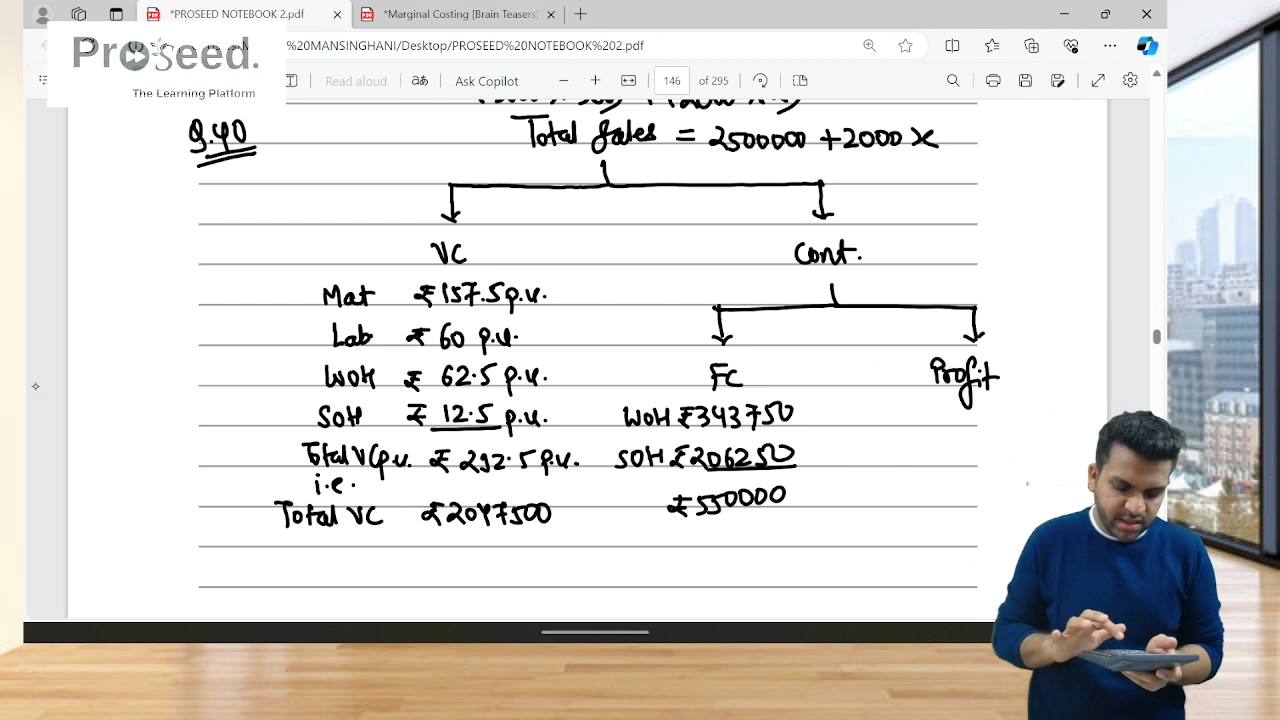 *PROSEED NOTEBOOK 2.pdf
*Marginal Costing [Brain Teasers]
Proseed.
The Learning Platform
%20MANSINGHANI/Desktop/PROSEED%20NOTEBOOK%202.pdf
Read aloud
aあ
Ask Copilot
146 of 295
Q.40
Total Sales = 2500000 + 2000 X
VC
Cont.
Mat ₹157.5 p.u.
Lab ₹ 60 p.u.
FC
Profit
WOH ₹ 62.5 p.u.
SOH ₹ 12.5 p.u.
WOH ₹343750
Total VC p.u. ₹ 292.5 p.u.
SOH ₹206250
i.e.
Total VC ₹2047500
₹550000